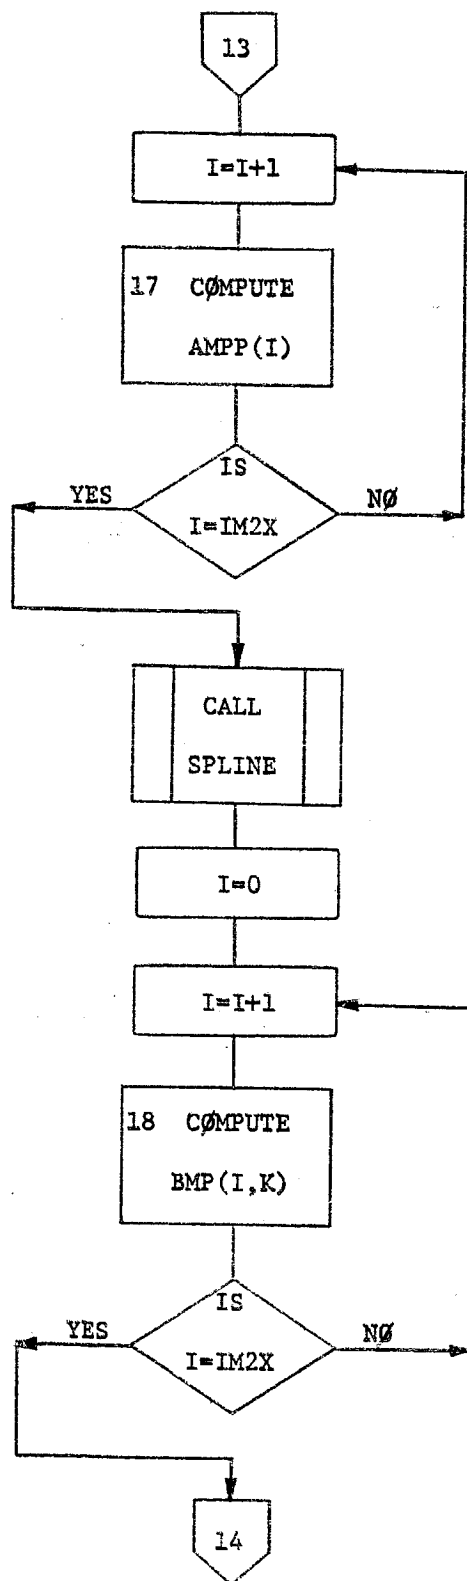 13
I=I+1
17 CØMPUTE
AMPP(I)
IS
YES
NØ
I=IM2X
CALL
SPLINE
I=0
I=I+1
18 CØMPUTE
BMP(I,K)
IS
YES
NØ
I=IM2X
14